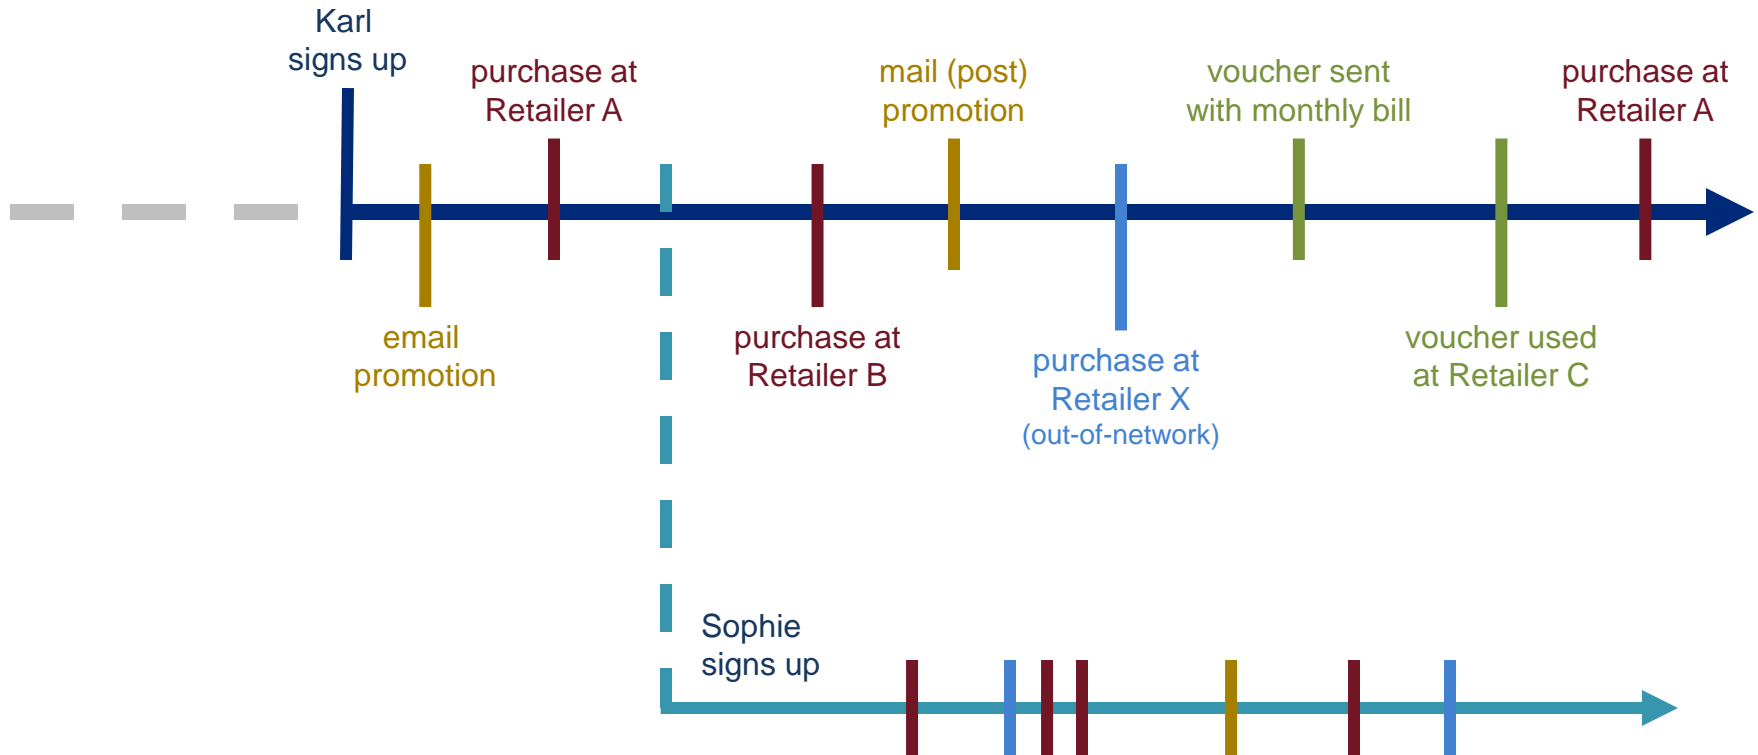 Karl
signs up
purchase at
Retailer A
mail (post)
promotion
voucher sent
with monthly bill
purchase at
Retailer A
email
promotion
purchase at
Retailer B
purchase at
Retailer X
(out-of-network)
voucher used
at Retailer C
Sophie
signs up